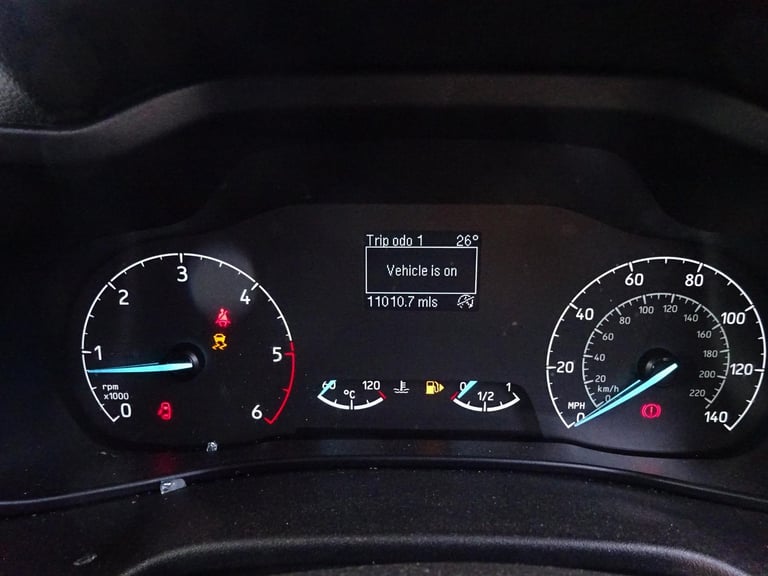 Trip odo 1 26°
Vehicle is on
11010.7 mls
0 1 2 3 4 5 6
rpm
x1000
60 °C 120
0 1/2 1
0 20 40 60 80 100 120 140
MPH
0 20 40 60 80 100 120 140 160 180 200 220
km/h